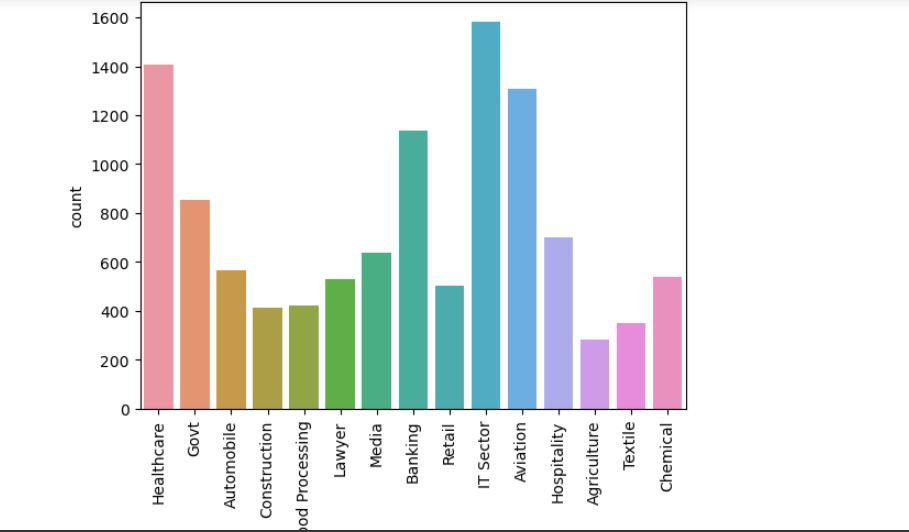 1600
1400
1200
1000
800
600
400
200
0
count
Healthcare
Govt
Automobile
Construction
ood Processing
Lawyer
Media
Banking
Retail
IT Sector
Aviation
Hospitality
Agriculture
Textile
Chemical